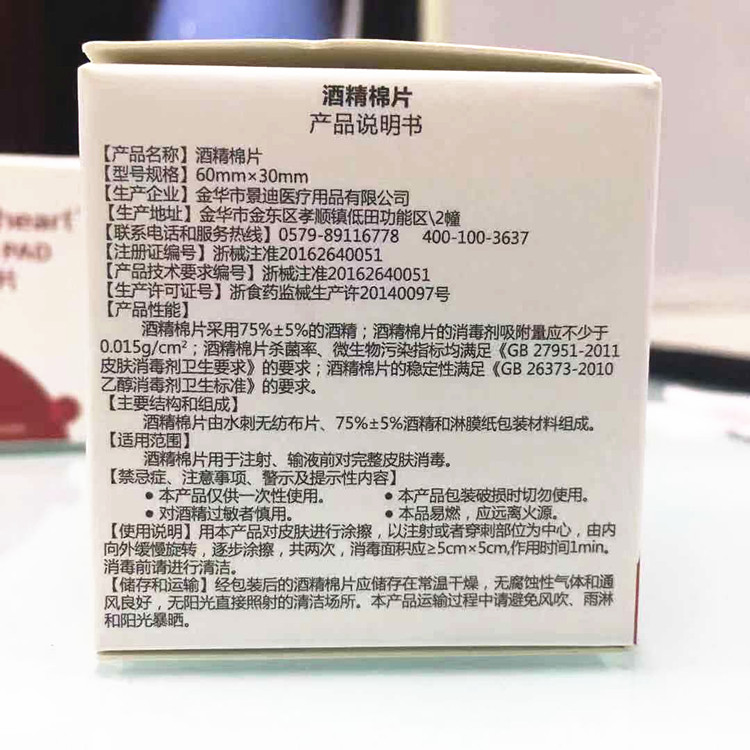 酒精棉片
产品说明书
【产品名称】酒精棉片
【型号规格】60mm×30mm
【生产企业】金华市景迪医疗用品有限公司
【生产地址】金华市金东区孝顺镇低田功能区\2幢
【联系电话和服务热线】0579-89116778 400-100-3637
【注册证编号】浙械注准20162640051
【产品技术要求编号】浙械注准20162640051
【生产许可证号】浙食药监械生产许20140097号
【产品性能】
酒精棉片采用75%±5%的酒精；酒精棉片的消毒剂吸附量应不少于
0.015g/cm²；酒精棉片杀菌率、微生物污染指标均满足《GB 27951-2011
皮肤消毒剂卫生要求》的要求；酒精棉片的稳定性满足《GB 26373-2010
乙醇消毒剂卫生标准》的要求。
【主要结构和组成】
酒精棉片由水刺无纺布片、75%±5%酒精和淋膜纸包装材料组成。
【适用范围】
酒精棉片用于注射、输液前对完整皮肤消毒。
【禁忌症、注意事项、警示及提示性内容】
● 本产品仅供一次性使用。 ● 本产品包装破损时切勿使用。
● 对酒精过敏者慎用。 ● 本品易燃，应远离火源。
【使用说明】用本产品对皮肤进行涂擦，以注射或者穿刺部位为中心，由内
向外缓慢旋转，逐步涂擦，共两次，消毒面积应≥5cm×5cm,作用时间1min。
消毒前请进行清洁。
【储存和运输】经包装后的酒精棉片应储存在常温干燥，无腐蚀性气体和通
风良好，无阳光直接照射的清洁场所。本产品运输过程中请避免风吹、雨淋
和阳光暴晒。
heart
PAD
片